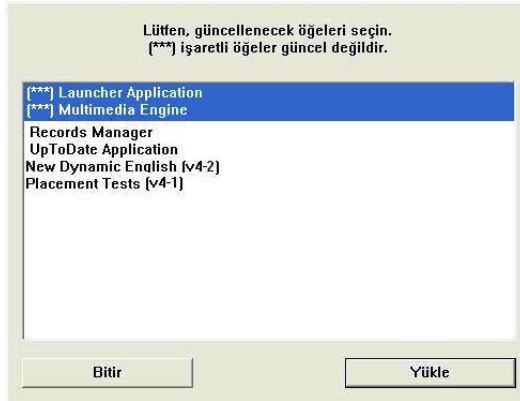 Lütfen, güncellenecek öğeleri seçin.
(***) işaretli öğeler güncel değildir.
(***) Launcher Application
(***) Multimedia Engine
Records Manager
UpToDate Application
New Dynamic English (v4-2)
Placement Tests (v4-1)
Bitir
Yükle